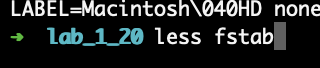 LABEL=Macintosh\040HD none
➜ lab_1_20 less fstab